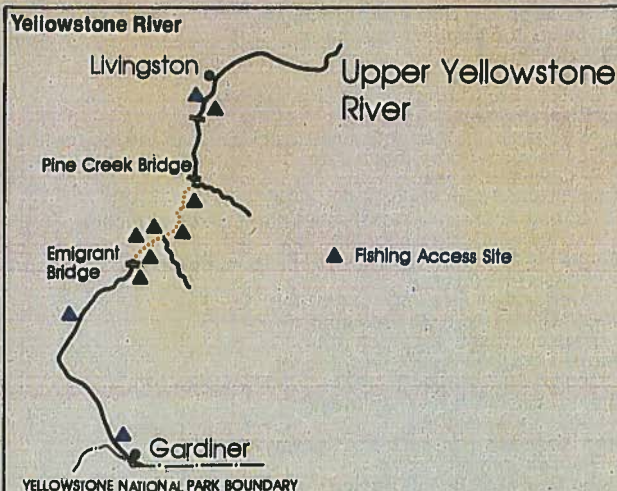 Yellowstone River
Livingston
Upper Yellowstone
River
Pine Creek Bridge
Emigrant
Bridge
Fishing Access Site
Gardiner
YELLOWSTONE NATIONAL PARK BOUNDARY